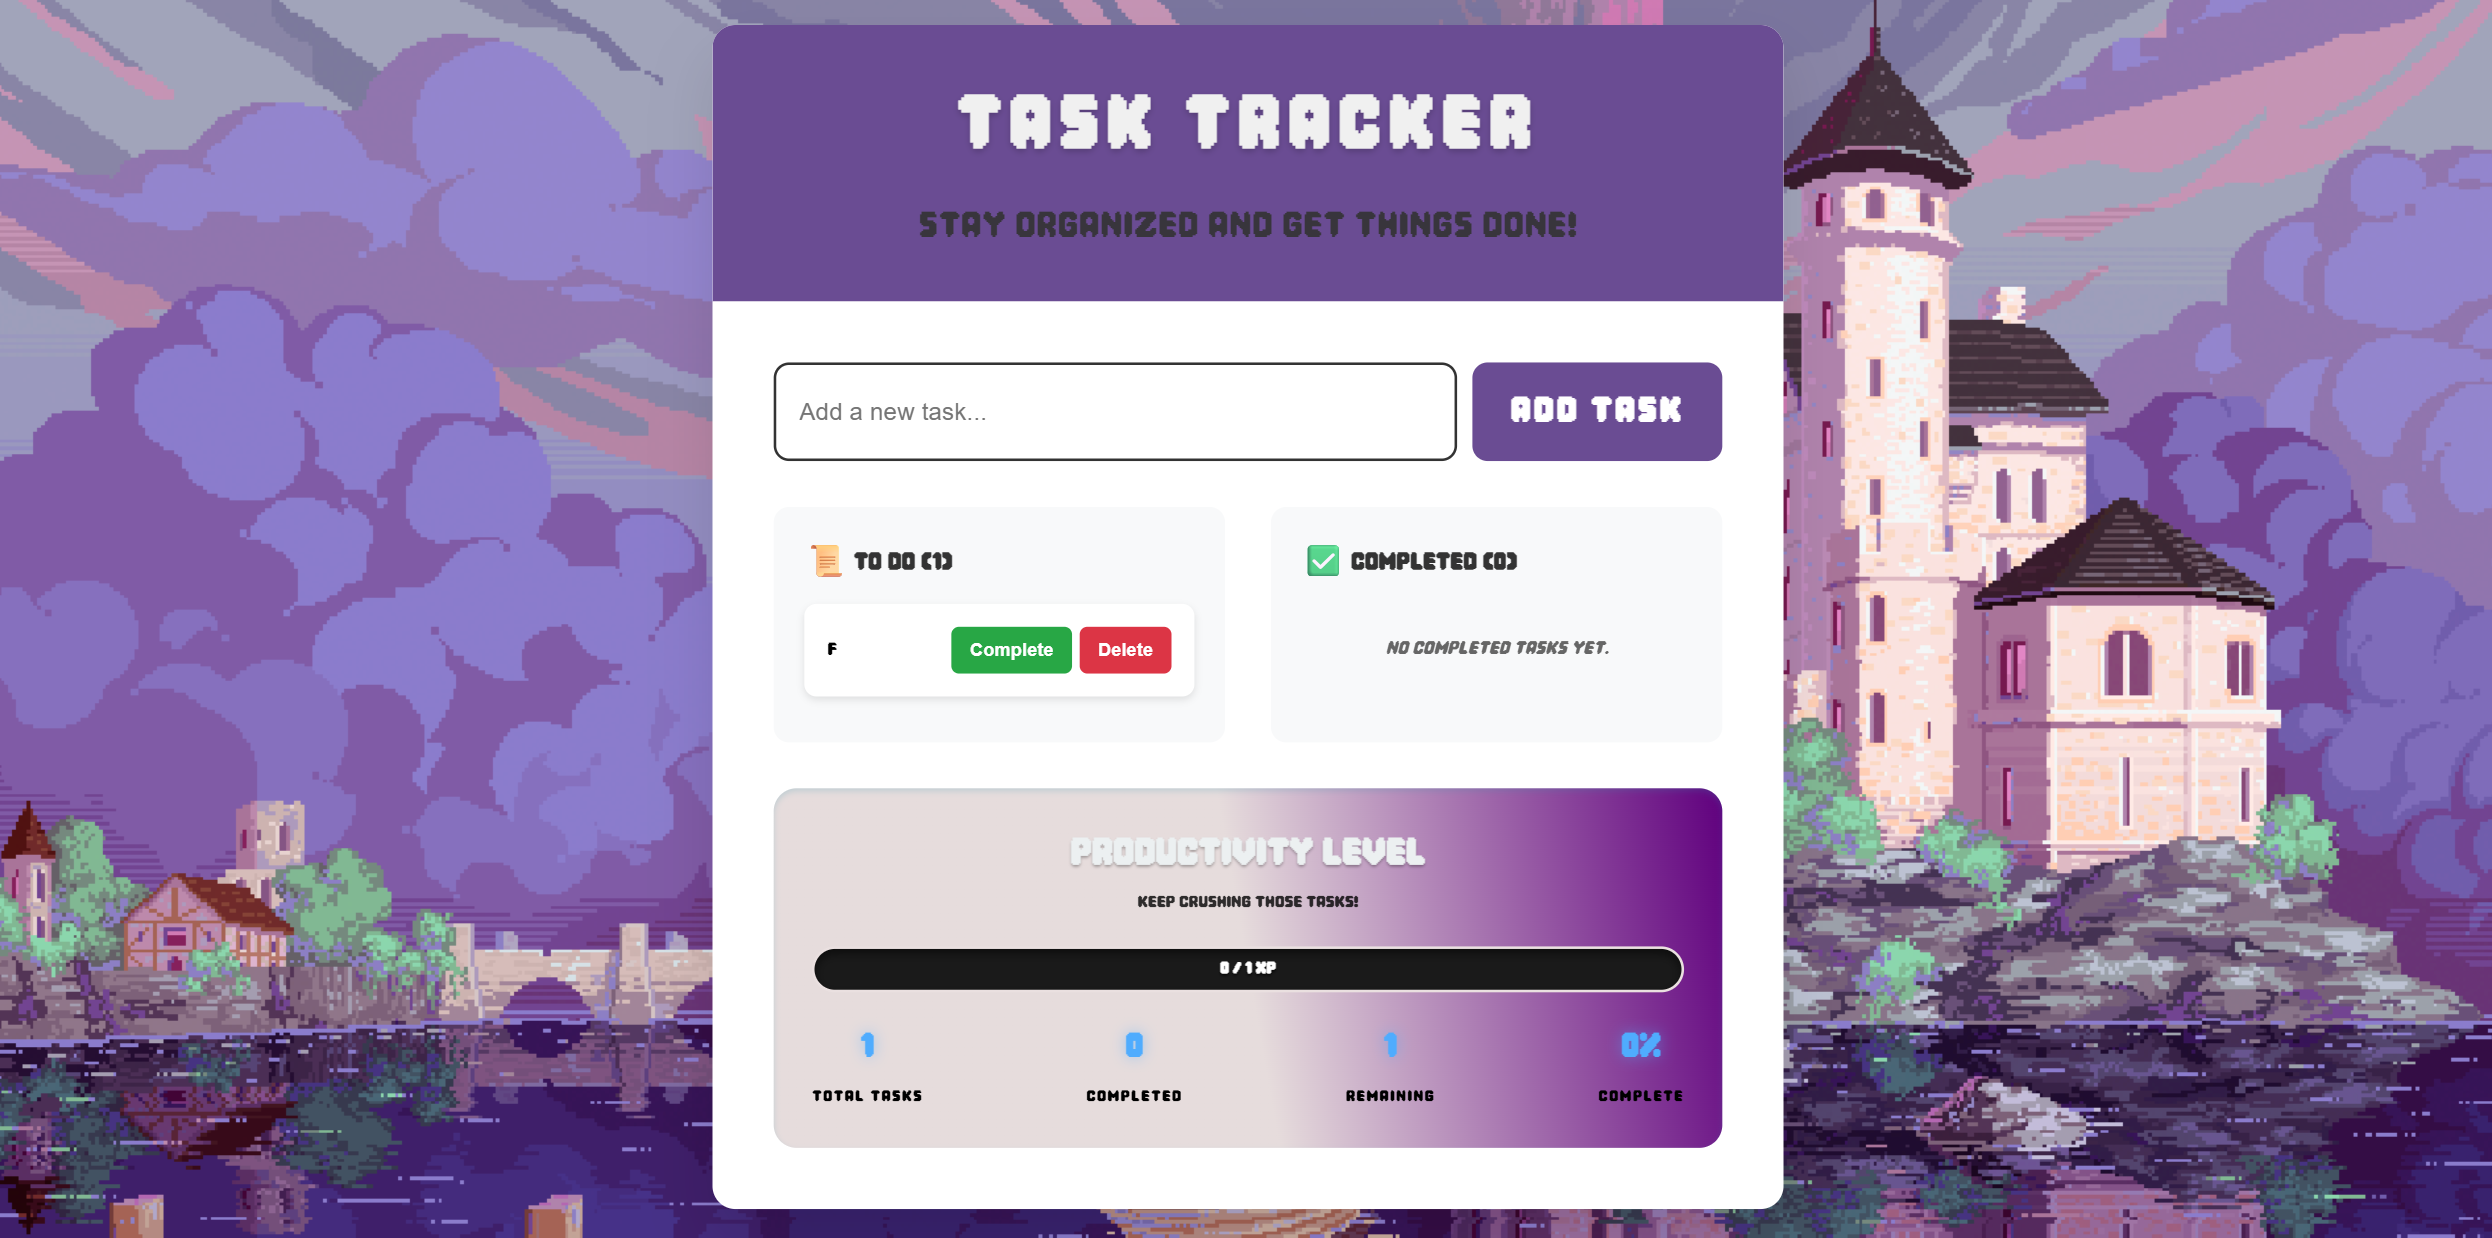 TASK TRACKER
STAY ORGANIZED AND GET THINGS DONE!
Add a new task...
ADD TASK
TO DO (1)
F
Complete
Delete
COMPLETED (0)
NO COMPLETED TASKS YET.
PRODUCTIVITY LEVEL
KEEP CRUSHING THOSE TASKS!
0 / 1 XP
1
TOTAL TASKS
0
COMPLETED
1
REMAINING
0%
COMPLETE